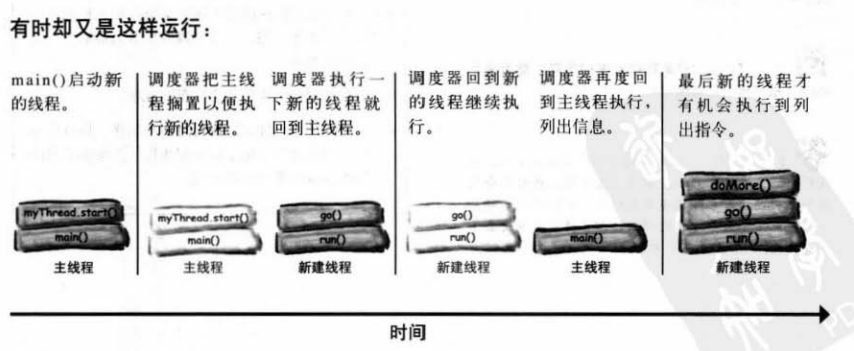 有时却又是这样运行：
main()启动新
的线程。
调度器把主线
程搁置以便执
行新的线程。
调度器执行一
下新的线程就
回到主线程。
调度器回到新
的线程继续执
行。
调度器再度回
到主线程执行，
列出信息。
最后新的线程才
有机会执行到列
出指令。
myThread.start()
main()
主线程
myThread.start()
main()
主线程
go()
run()
新建线程
go()
run()
新建线程
main()
主线程
doMore()
go()
run()
新建线程
时间